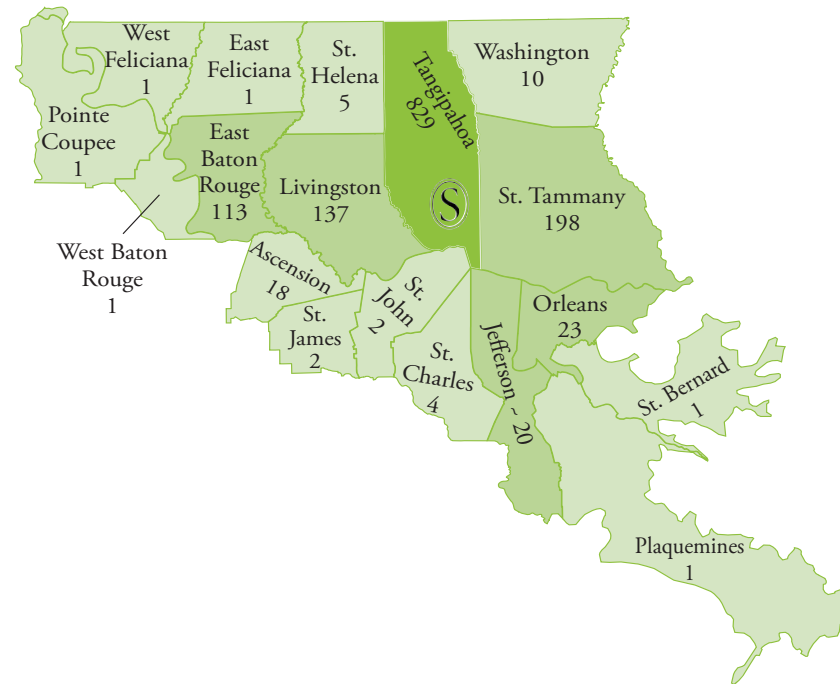 West
Feliciana
1
East
Feliciana
1
St.
Helena
5
Tangipahoa
829
Washington
10
Pointe
Coupee
1
East
Baton
Rouge
113
Livingston
137
S
St. Tammany
198
West Baton
Rouge
1
Ascension
18
St.
James
2
St.
John
2
St.
Charles
4
Jefferson ~ 20
Orleans
23
St. Bernard
1
Plaquemines
1